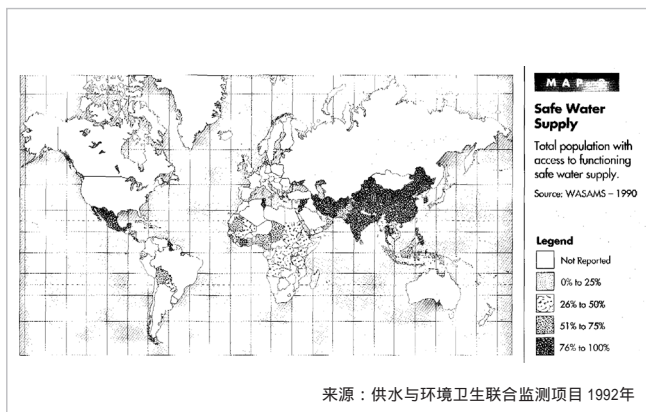 Safe Water
Supply
Total population with
access to functioning
safe water supply.
Source: WASAMS – 1990
Legend
Not Reported
0% to 25%
26% to 50%
51% to 75%
76% to 100%
来源：供水与环境卫生联合监测项目 1992年